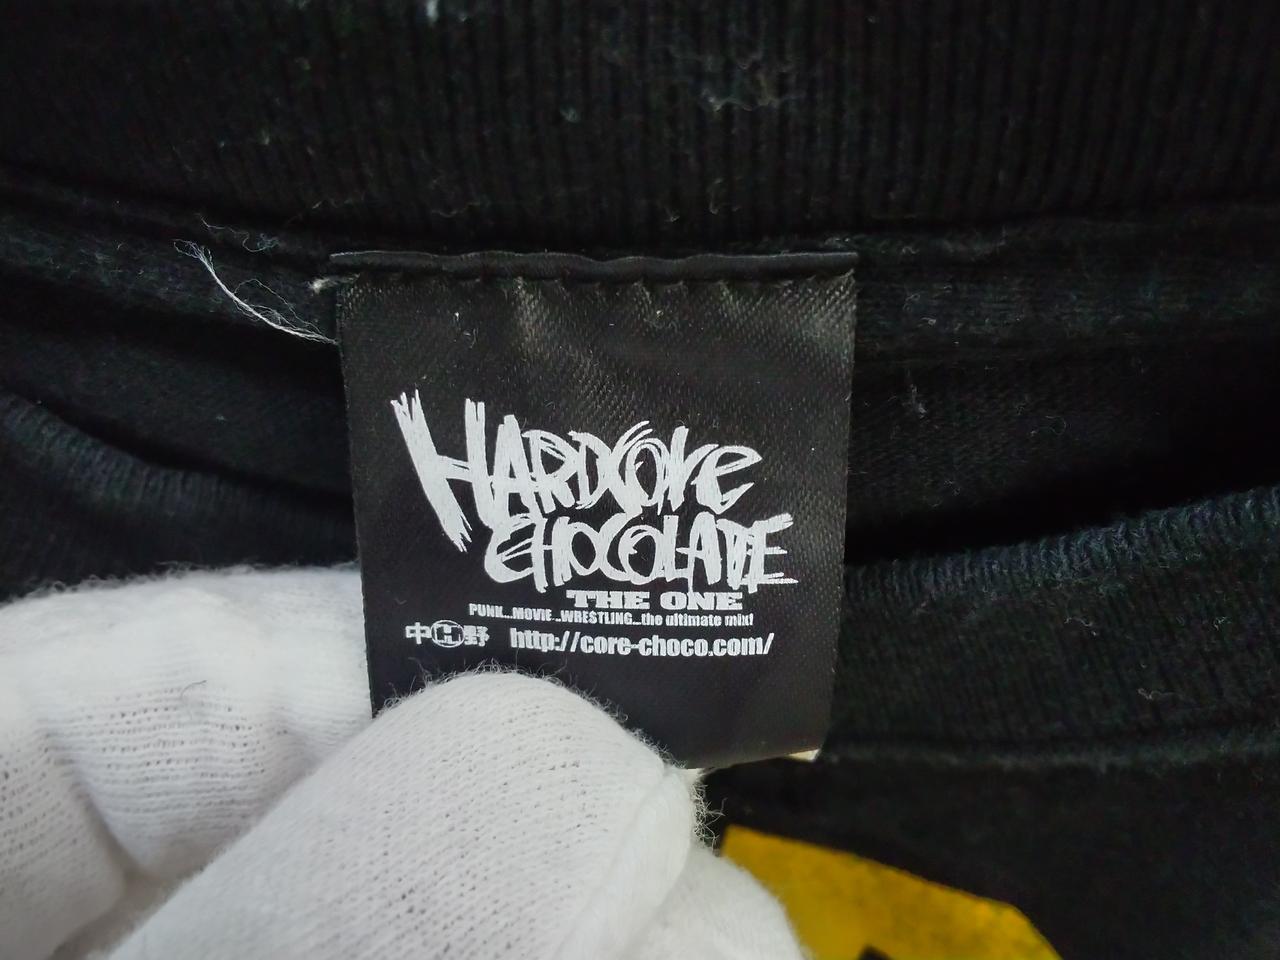 HARDCORE
CHOCOLATE
THE ONE
PUNK...MOVIE...WRESTLING...the ultimate mix!
中H野 http://core-choco.com/